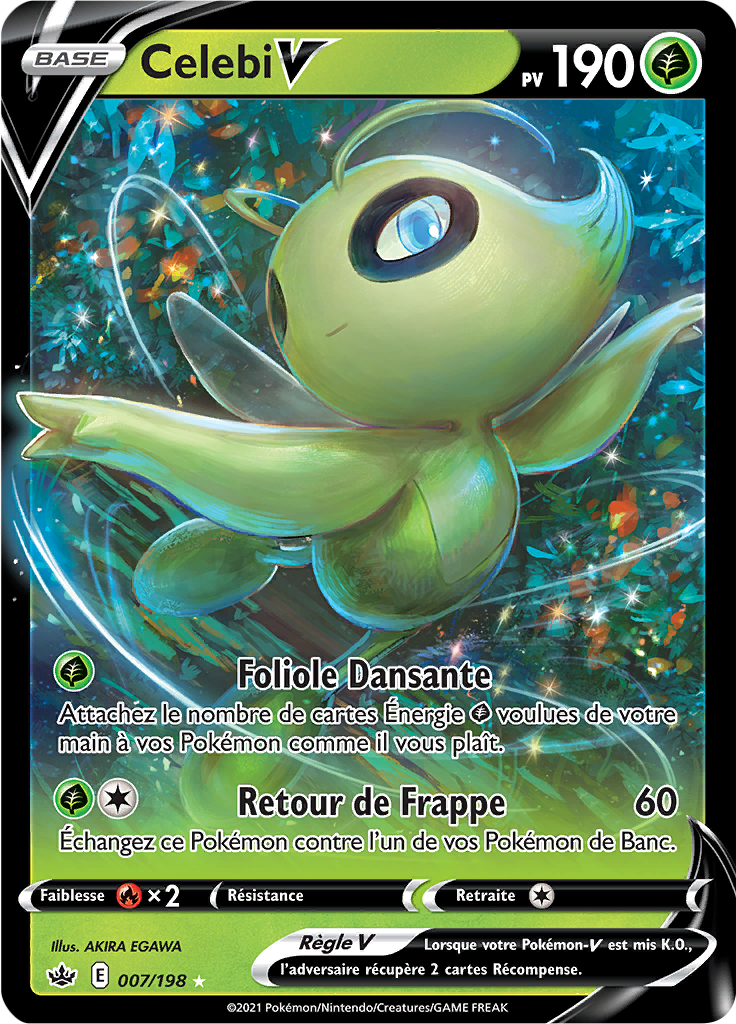 BASE
Celebi V
PV 190
Foliole Dansante
Attachez le nombre de cartes Énergie voulues de votre
main à vos Pokémon comme il vous plaît.
Retour de Frappe 60
Échangez ce Pokémon contre l'un de vos Pokémon de Banc.
Faiblesse ×2 Résistance Retraite
Illus. AKIRA EGAWA
Règle V Lorsque votre Pokémon-V est mis K.O.,
l'adversaire récupère 2 cartes Récompense.
E 007/198
©2021 Pokémon/Nintendo/Creatures/GAME FREAK